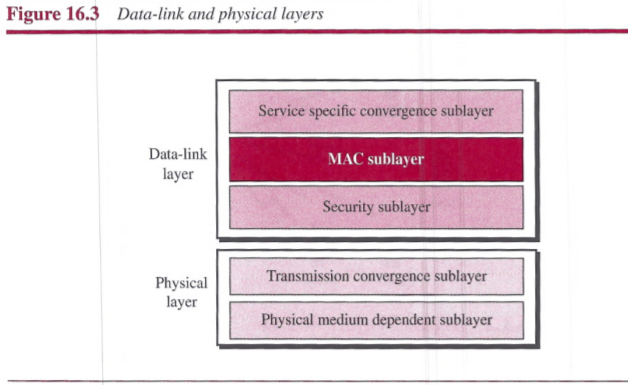 Figure 16.3 Data-link and physical layers
Service specific convergence sublayer
Data-link
layer
MAC sublayer
Security sublayer
Transmission convergence sublayer
Physical
layer
Physical medium dependent sublayer